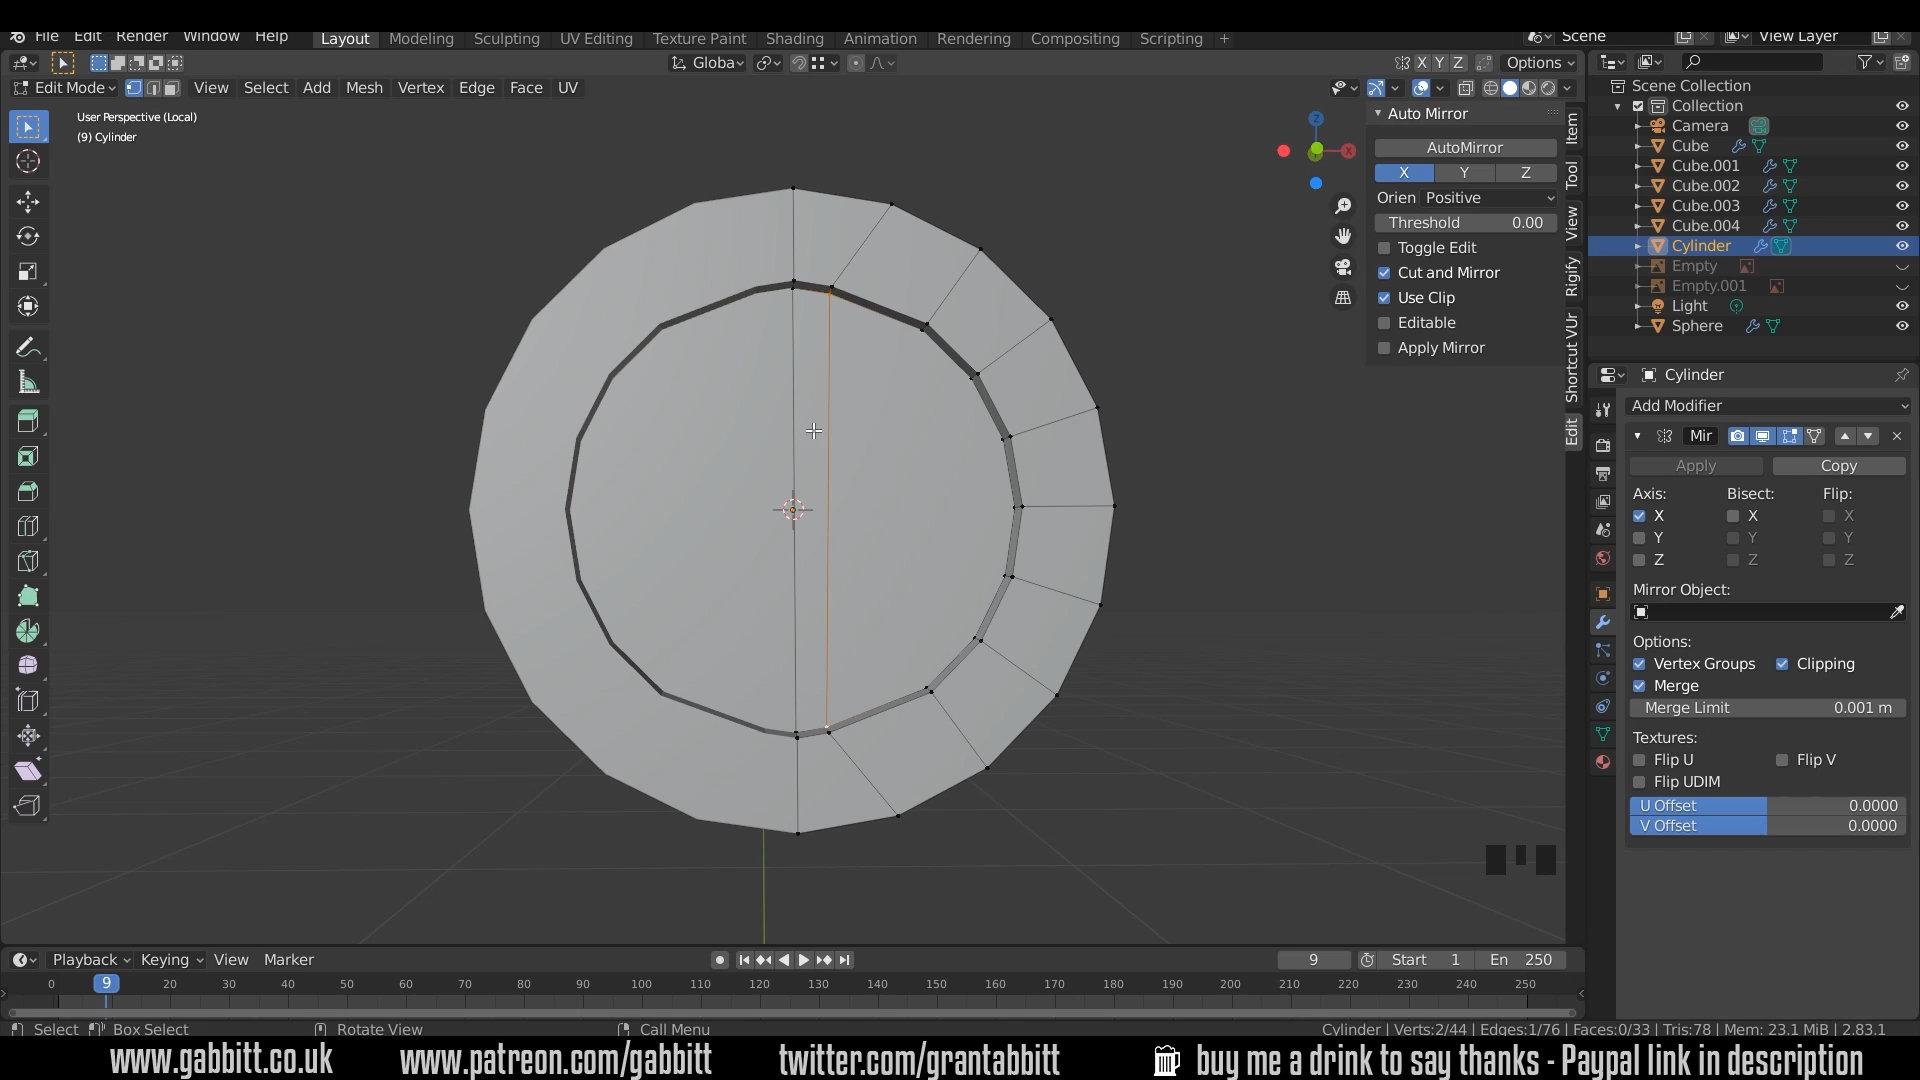 File Edit Render Window Help Layout Modeling Sculpting UV Editing Texture Paint Shading Animation Rendering Compositing Scripting + Scene View Layer
Globa X Y Z Options
Edit Mode View Select Add Mesh Vertex Edge Face UV
User Perspective (Local)
(9) Cylinder
Z
X
Auto Mirror
AutoMirror
X Y Z
Orien Positive
Threshold 0.00
Toggle Edit
Cut and Mirror
Use Clip
Editable
Apply Mirror
Item
Tool
View
Rigify
Shortcut VUr
Edit
Scene Collection
Collection
Camera
Cube
Cube.001
Cube.002
Cube.003
Cube.004
Cylinder
Empty
Empty.001
Light
Sphere
Cylinder
Add Modifier
Mir
Apply Copy
Axis: Bisect: Flip:
X X X
Y Y Y
Z Z Z
Mirror Object:
Options:
Vertex Groups Clipping
Merge
Merge Limit 0.001 m
Textures:
Flip U Flip V
Flip UDIM
U Offset 0.0000
V Offset 0.0000
Playback Keying View Marker 9 Start 1 En 250
0 9 20 30 40 50 60 70 80 90 100 110 120 130 140 150 160 170 180 190 200 210 220 230 240 250
Select Box Select Rotate View Call Menu Cylinder | Verts:2/44 | Edges:1/76 | Faces:0/33 | Tris:78 | Mem: 23.1 MiB | 2.83.1
www.gabbitt.co.uk www.patreon.com/gabbitt twitter.com/grantabbitt buy me a drink to say thanks - Paypal link in description